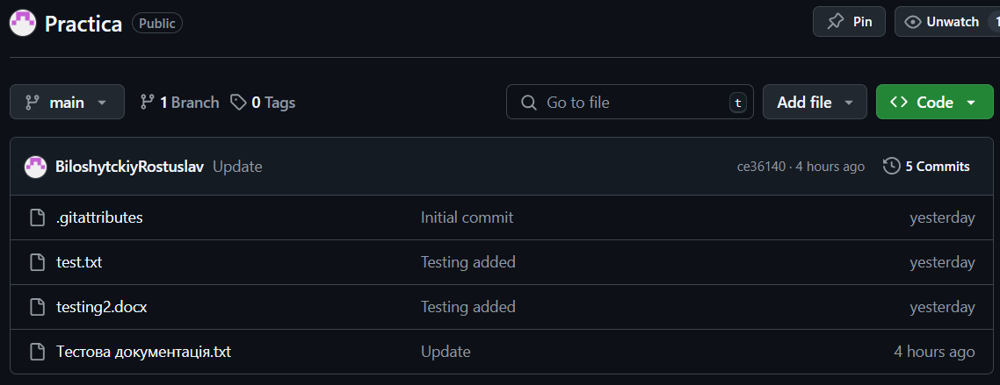 Practica Public Pin Unwatch 1
main 1 Branch 0 Tags Go to file t Add file Code
BiloshytckiyRostuslav Update ce36140 · 4 hours ago 5 Commits
.gitattributes Initial commit yesterday
test.txt Testing added yesterday
testing2.docx Testing added yesterday
Тестова документація.txt Update 4 hours ago